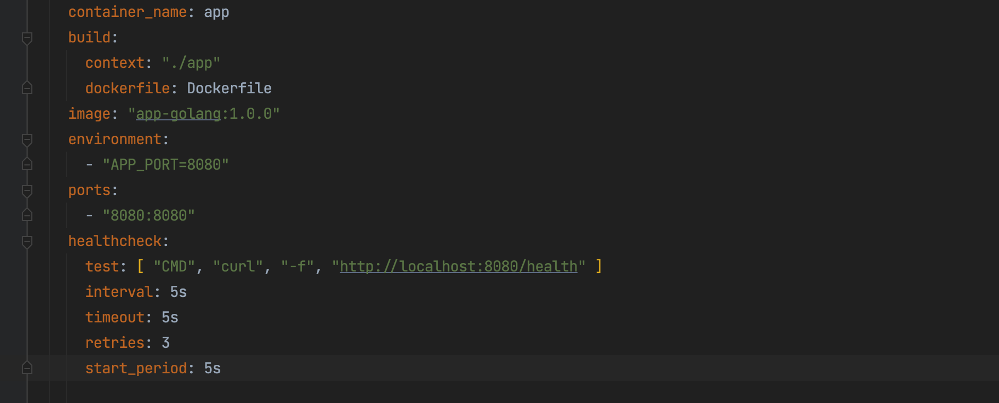 container_name: app
build:
context: "./app"
dockerfile: Dockerfile
image: "app-golang:1.0.0"
environment:
- "APP_PORT=8080"
ports:
- "8080:8080"
healthcheck:
test: [ "CMD", "curl", "-f", "http://localhost:8080/health" ]
interval: 5s
timeout: 5s
retries: 3
start_period: 5s